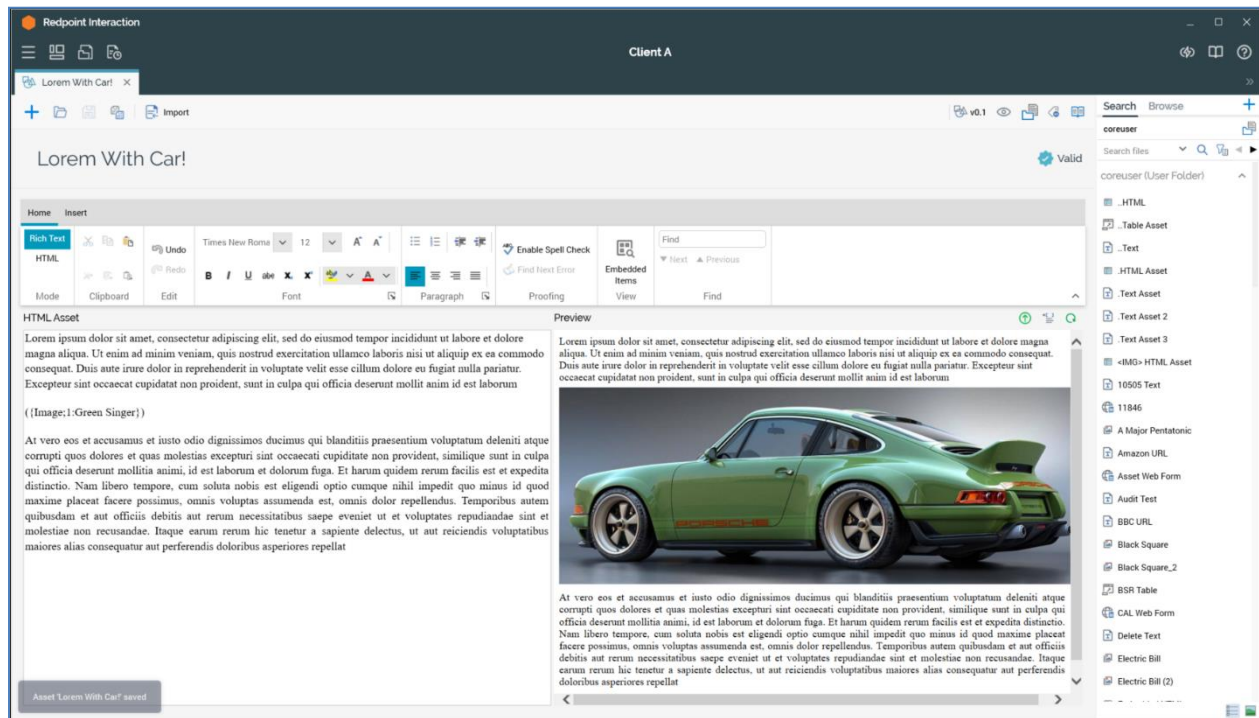 Redpoint Interaction
Client A
Lorem With Car!
Import
v0.1
Search Browse
coreuser
Search files
Lorem With Car!
Valid
coreuser (User Folder)
Home Insert
Rich Text
HTML
Mode
Clipboard
Undo
Redo
Edit
Times New Roma 12
B I U abc X. X
Font
Paragraph
Enable Spell Check
Find Next Error
Proofing
Embedded
Items
View
Find
Next Previous
Find
HTML Asset
Lorem ipsum dolor sit amet, consectetur adipiscing elit, sed do eiusmod tempor incididunt ut labore et dolore
magna aliqua. Ut enim ad minim veniam, quis nostrud exercitation ullamco laboris nisi ut aliquip ex ea commodo
consequat. Duis aute irure dolor in reprehenderit in voluptate velit esse cillum dolore eu fugiat nulla pariatur.
Excepteur sint occaecat cupidatat non proident, sunt in culpa qui officia deserunt mollit anim id est laborum
({Image;1:Green Singer})
At vero eos et accusamus et iusto odio dignissimos ducimus qui blanditiis praesentium voluptatum deleniti atque
corrupti quos dolores et quas molestias excepturi sint occaecati cupiditate non provident, similique sunt in culpa
qui officia deserunt mollitia animi, id est laborum et dolorum fuga. Et harum quidem rerum facilis est et expedita
distinctio. Nam libero tempore, cum soluta nobis est eligendi optio cumque nihil impedit quo minus id quod
maxime placeat facere possimus, omnis voluptas assumenda est, omnis dolor repellendus. Temporibus autem
quibusdam et aut officiis debitis aut rerum necessitatibus saepe eveniet ut et voluptates repudiandae sint et
molestiae non recusandae. Itaque earum rerum hic tenetur a sapiente delectus, ut aut reiciendis voluptatibus
maiores alias consequatur aut perferendis doloribus asperiores repellat
Asset 'Lorem With Car!' saved
Preview
Lorem ipsum dolor sit amet, consectetur adipiscing elit, sed do eiusmod tempor incididunt ut labore et dolore magna
aliqua. Ut enim ad minim veniam, quis nostrud exercitation ullamco laboris nisi ut aliquip ex ea commodo consequat.
Duis aute irure dolor in reprehenderit in voluptate velit esse cillum dolore eu fugiat nulla pariatur. Excepteur sint
occaecat cupidatat non proident, sunt in culpa qui officia deserunt mollit anim id est laborum
PORSCHE
At vero eos et accusamus et iusto odio dignissimos ducimus qui blanditiis praesentium voluptatum deleniti atque
corrupti quos dolores et quas molestias excepturi sint occaecati cupiditate non provident, similique sunt in culpa qui
officia deserunt mollitia animi, id est laborum et dolorum fuga. Et harum quidem rerum facilis est et expedita distinctio.
Nam libero tempore, cum soluta nobis est eligendi optio cumque nihil impedit quo minus id quod maxime placeat
facere possimus, omnis voluptas assumenda est, omnis dolor repellendus. Temporibus autem quibusdam et aut officiis
debitis aut rerum necessitatibus saepe eveniet ut et voluptates repudiandae sint et molestiae non recusandae. Itaque
earum rerum hic tenetur a sapiente delectus, ut aut reiciendis voluptatibus maiores alias consequatur aut perferendis
doloribus asperiores repellat
..HTML
..Table Asset
..Text
.HTML Asset
.Text Asset
.Text Asset 2
.Text Asset 3
<IMG> HTML Asset
10505 Text
11846
A Major Pentatonic
Amazon URL
Asset Web Form
Audit Test
BBC URL
Black Square
Black Square_2
BSR Table
CAL Web Form
Delete Text
Electric Bill
Electric Bill (2)